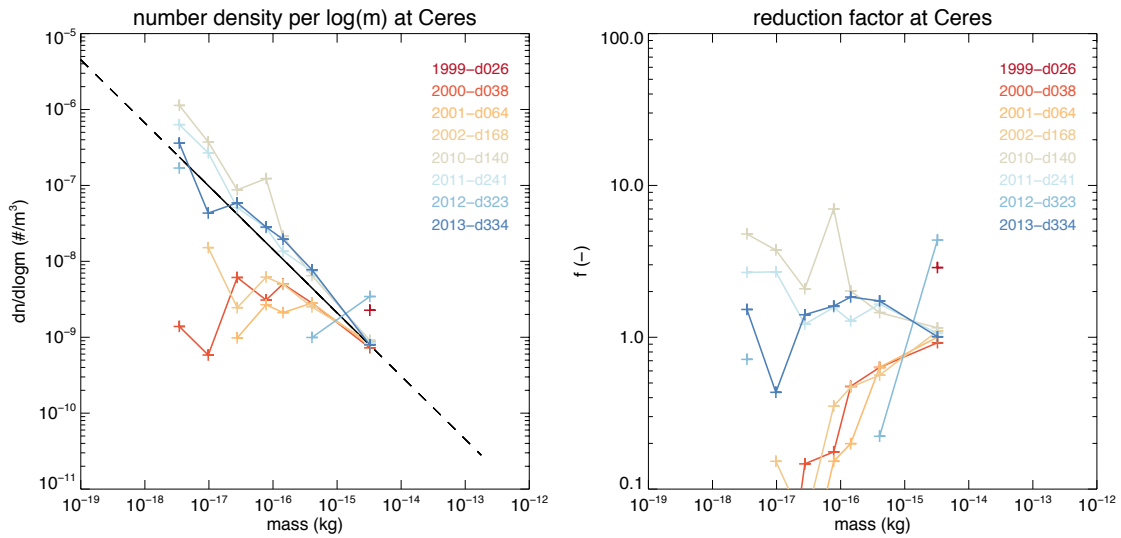 number density per log(m) at Ceres
dn/dlogm (#/m³)
10⁻⁵
10⁻⁶
10⁻⁷
10⁻⁸
10⁻⁹
10⁻¹⁰
10⁻¹¹
1999−d026
2000−d038
2001−d064
2002−d168
2010−d140
2011−d241
2012−d323
2013−d334
10⁻¹⁹ 10⁻¹⁸ 10⁻¹⁷ 10⁻¹⁶ 10⁻¹⁵ 10⁻¹⁴ 10⁻¹³ 10⁻¹²
mass (kg)
reduction factor at Ceres
f (−)
100.0
10.0
1.0
0.1
1999−d026
2000−d038
2001−d064
2002−d168
2010−d140
2011−d241
2012−d323
2013−d334
10⁻¹⁹ 10⁻¹⁸ 10⁻¹⁷ 10⁻¹⁶ 10⁻¹⁵ 10⁻¹⁴ 10⁻¹³ 10⁻¹²
mass (kg)